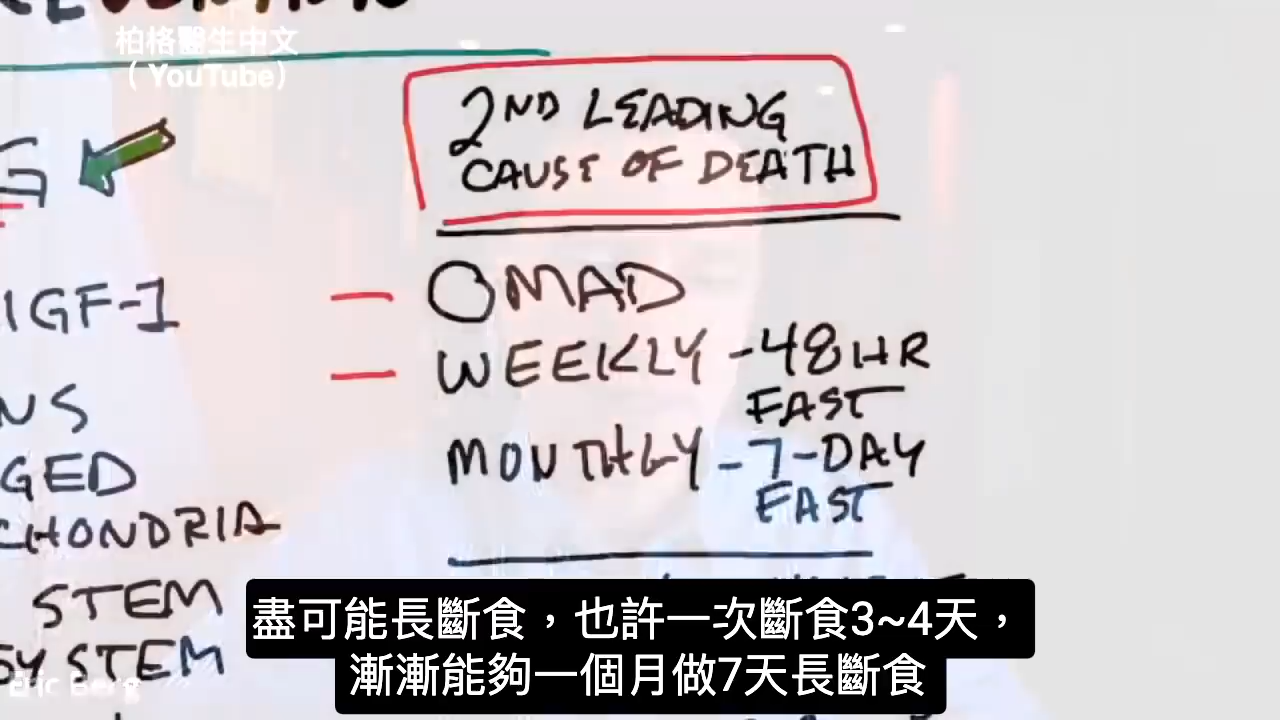 柏格醫生中文
（YouTube）
2ND LEADING
CAUSE OF DEATH
G
IGF-1
NS
GED
CHONDRIA
STEM
SYSTEM
OMAD
WEEKLY - 48HR
FAST
MONTHLY - 7-DAY
FAST
盡可能長斷食，也許一次斷食3~4天，
漸漸能夠一個月做7天長斷食
Eric Berg